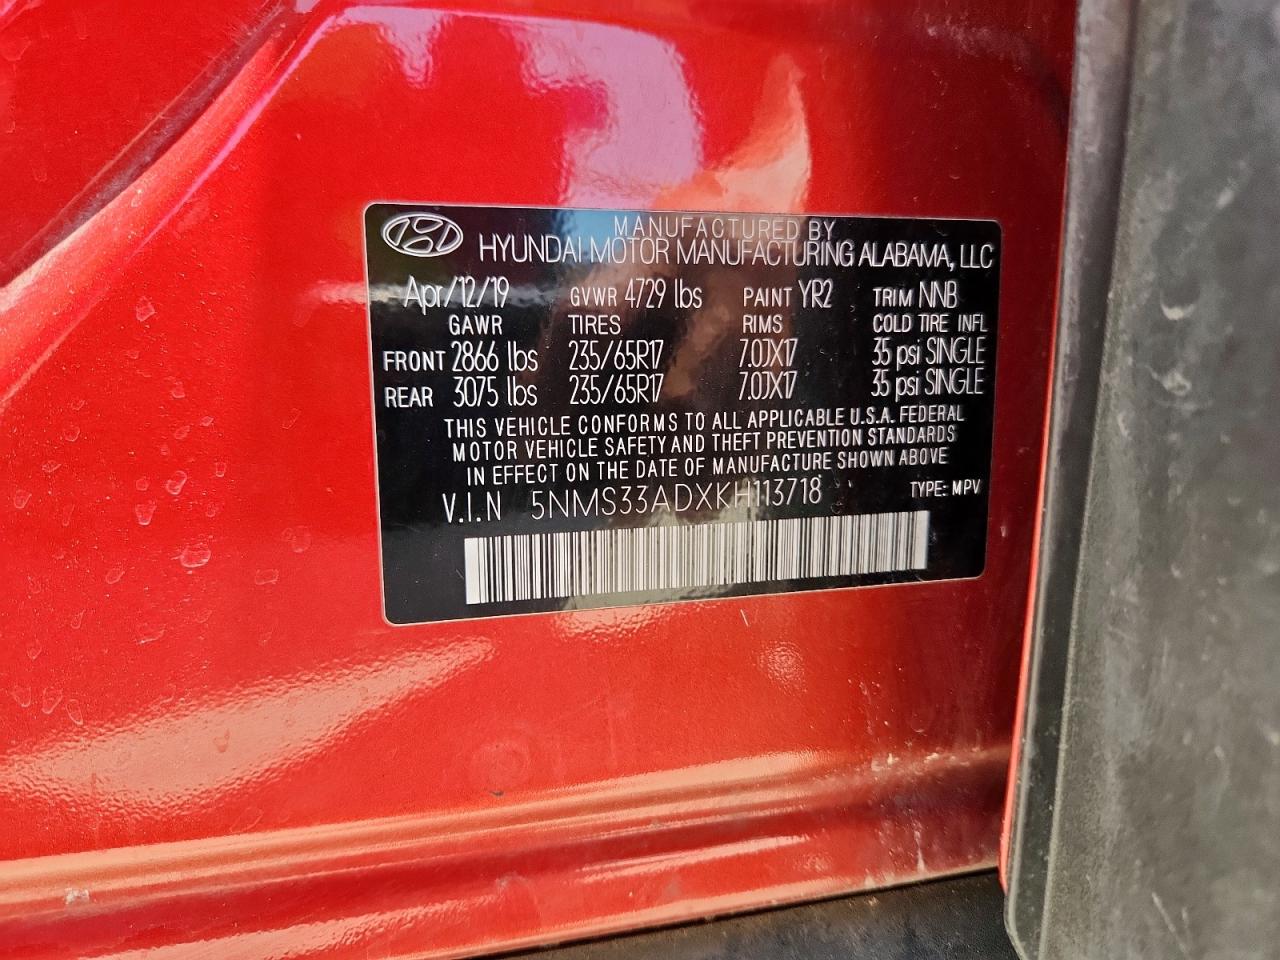 MANUFACTURED BY
HYUNDAI MOTOR MANUFACTURING ALABAMA, LLC
Apr/12/19 GVWR 4729 lbs PAINT YR2 TRIM NNB
GAWR TIRES RIMS COLD TIRE INFL
FRONT 2866 lbs 235/65R17 7.0JX17 35 psi SINGLE
REAR 3075 lbs 235/65R17 7.0JX17 35 psi SINGLE
THIS VEHICLE CONFORMS TO ALL APPLICABLE U.S.A. FEDERAL
MOTOR VEHICLE SAFETY AND THEFT PREVENTION STANDARDS
IN EFFECT ON THE DATE OF MANUFACTURE SHOWN ABOVE
V.I.N 5NMS33ADXKH113718 TYPE: MPV